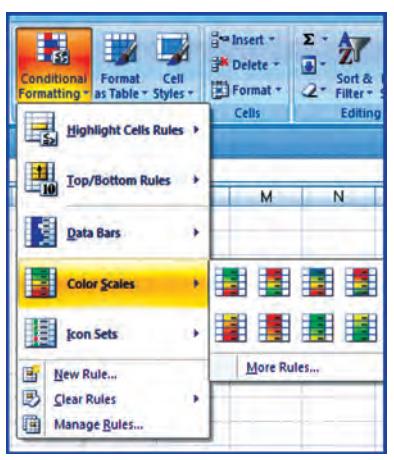 Conditional Formatting
Format as Table
Cell Styles
Insert
Delete
Format
Cells
Σ
Sort & Filter
Editing
Highlight Cells Rules
Top/Bottom Rules
10
M N
Data Bars
Color Scales
Icon Sets
More Rules...
New Rule...
Clear Rules
Manage Rules...